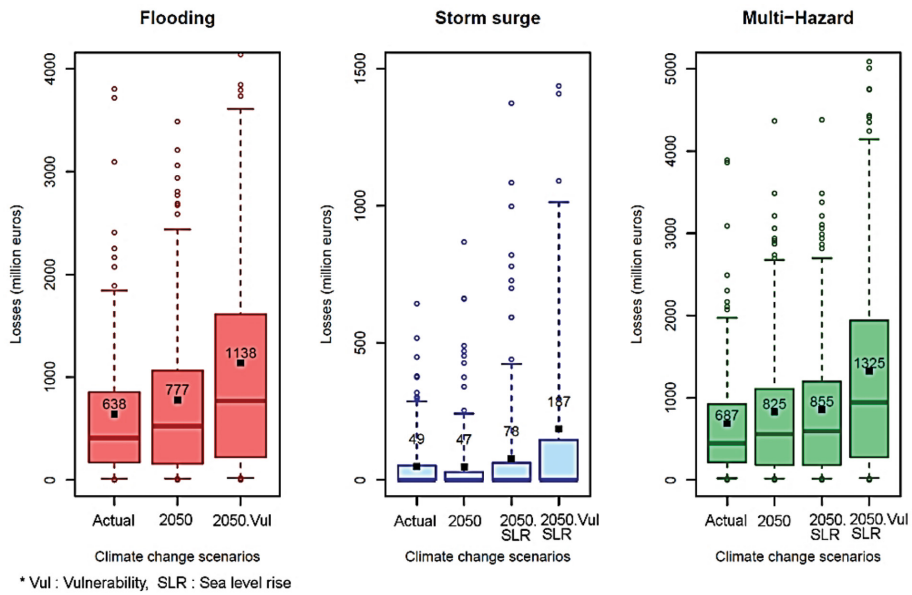 Flooding
Losses (million euros)
4000
3000
2000
1000
0
638
777
1138
Actual
2050
2050.Vul
Climate change scenarios
Storm surge
Losses (million euros)
1500
1000
500
0
49
47
78
187
Actual
2050
2050.
SLR
2050.Vul
SLR
Climate change scenarios
Multi-Hazard
Losses (million euros)
5000
4000
3000
2000
1000
0
687
825
855
1325
Actual
2050
2050.
SLR
2050.Vul
SLR
Climate change scenarios
* Vul : Vulnerability, SLR : Sea level rise